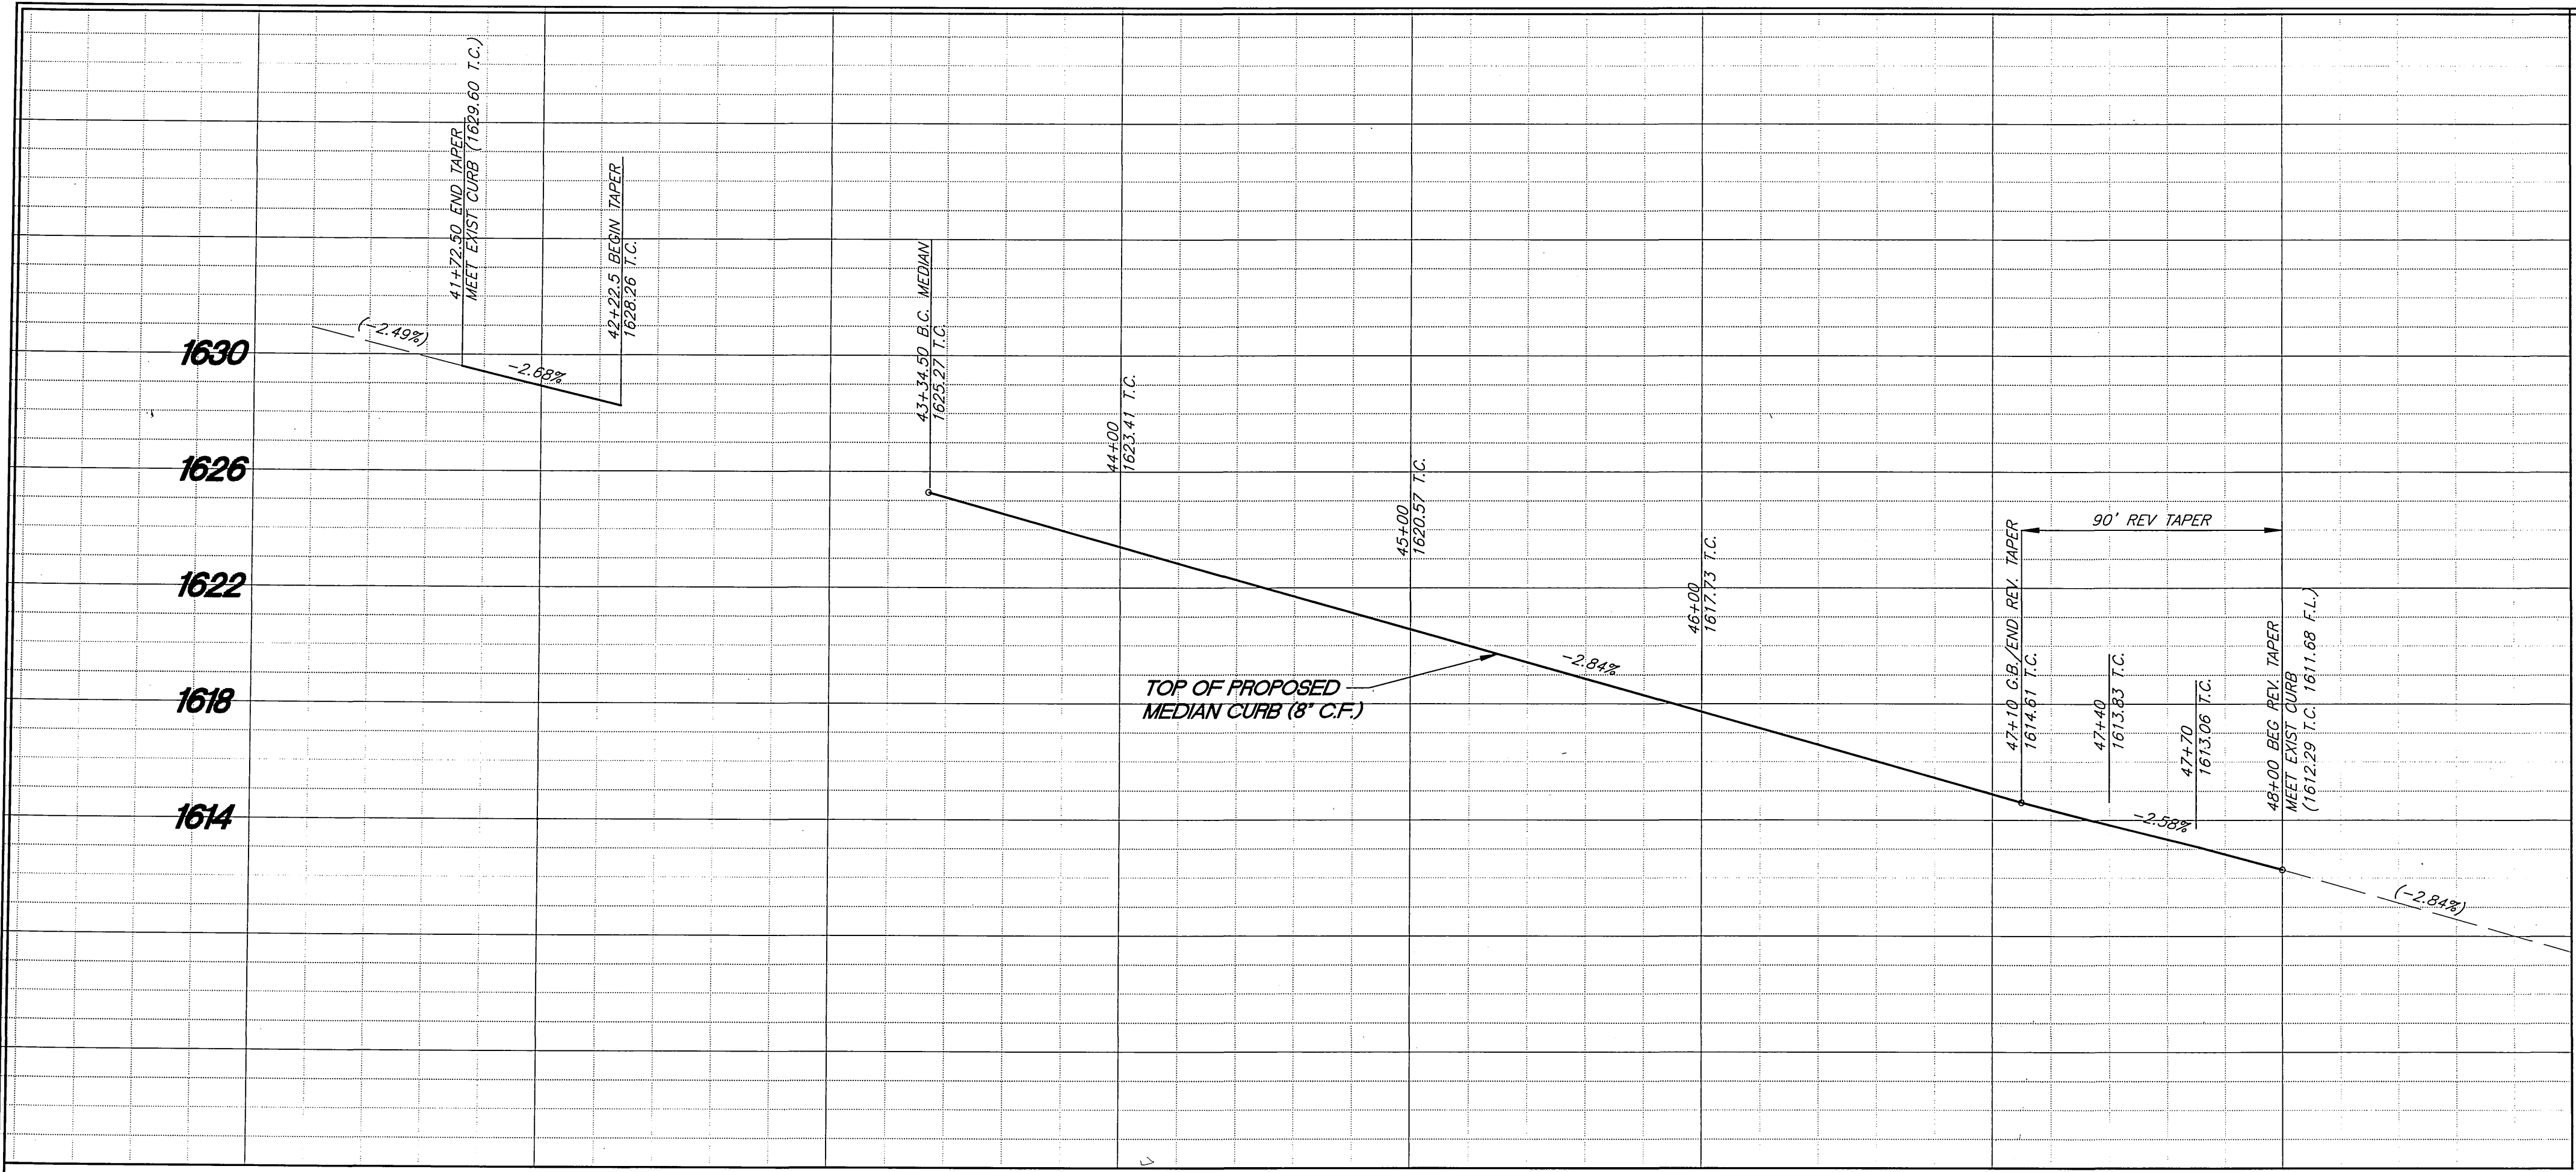 1630
1626
1622
1618
1614
(-2.49%)
41+72.50 END TAPER
MEET EXIST CURB (1629.60 T.C.)
-2.68%
42+22.5 BEGIN TAPER
1628.26 T.C.
43+34.50 B.C. MEDIAN
1625.27 T.C.
44+00
1623.41 T.C.
45+00
1620.57 T.C.
TOP OF PROPOSED
MEDIAN CURB (8" C.F.)
-2.84%
46+00
1617.73 T.C.
47+10 G.B./END REV. TAPER
1614.61 T.C.
90' REV TAPER
47+40
1613.83 T.C.
47+70
1613.06 T.C.
-2.58%
48+00 BEG REV. TAPER
MEET EXIST CURB
(1612.29 T.C. 1611.68 F.L.)
(-2.84%)